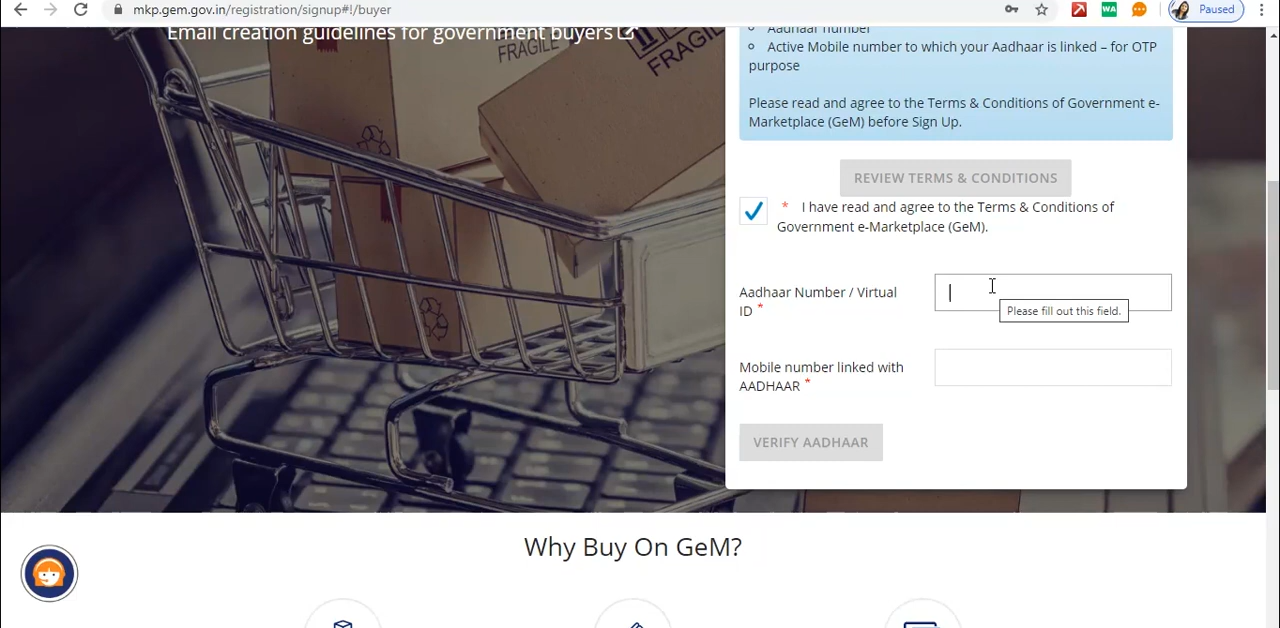 mkp.gem.gov.in/registration/signup#!/buyer
Paused
Email creation guidelines for government buyers
FRAGILE
FRAGILE
Aadhaar number
Active Mobile number to which your Aadhaar is linked – for OTP
purpose
Please read and agree to the Terms & Conditions of Government e-
Marketplace (GeM) before Sign Up.
REVIEW TERMS & CONDITIONS
* I have read and agree to the Terms & Conditions of
Government e-Marketplace (GeM).
Aadhaar Number / Virtual
ID *
Please fill out this field.
Mobile number linked with
AADHAAR *
VERIFY AADHAAR
Why Buy On GeM?